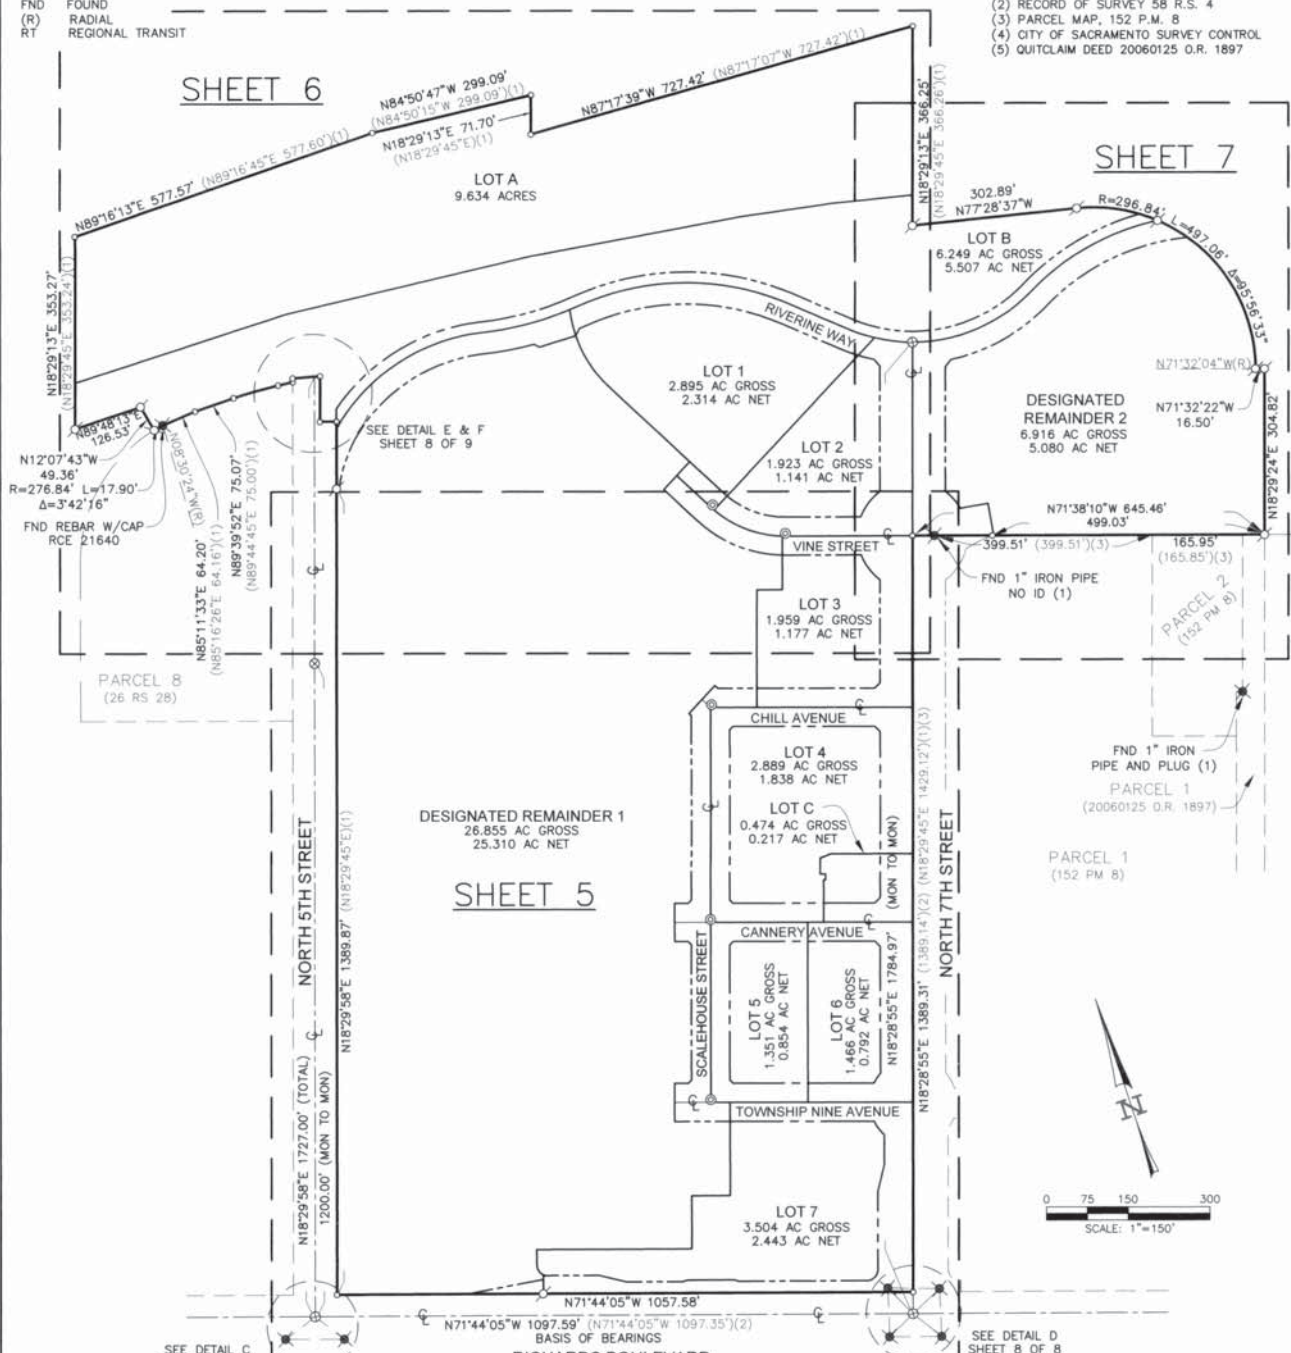 FND FOUND
(R) RADIAL
RT REGIONAL TRANSIT
(2) RECORD OF SURVEY 58 R.S. 4
(3) PARCEL MAP, 152 P.M. 8
(4) CITY OF SACRAMENTO SURVEY CONTROL
(5) QUITCLAIM DEED 20060125 O.R. 1897
SHEET 6
N84°50'47"W 299.09'
(N84°50'15"W 299.09')(1)
N87°17'39"W 727.42' (N87°17'07"W 727.42')(1)
N18°29'13"E 71.70'
(N18°29'45"E)(1)
N89°16'13"E 577.57' (N89°16'45"E 577.60')(1)
N18°29'13"E 366.25'
(N18°29'45"E 366.26')(1)
SHEET 7
LOT A
9.634 ACRES
302.89'
N77°28'37"W
R=296.84' L=497.06' Δ=95°56'33"
LOT B
6.249 AC GROSS
5.507 AC NET
N18°29'13"E 353.27'
(N18°29'45"E 353.24')(1)
RIVERINE WAY
N71°32'04"W(R)
N71°32'22"W
16.50'
N18°29'24"E 304.82'
LOT 1
2.895 AC GROSS
2.314 AC NET
DESIGNATED
REMAINDER 2
6.916 AC GROSS
5.080 AC NET
N89°48'13"E
126.53'
SEE DETAIL E & F
SHEET 8 OF 9
LOT 2
1.923 AC GROSS
1.141 AC NET
N12°07'43"W
49.36'
R=276.84' L=17.90'
Δ=3°42'16"
FND REBAR W/CAP
RCE 21640
N08°30'24"W(R)
N85°11'33"E 64.20'
(N85°16'26"E 64.16')(1)
N89°39'52"E 75.07'
(N89°44'45"E 75.00')(1)
N71°38'10"W 645.46'
499.03'
VINE STREET
399.51' (399.51')(3)
165.95'
(165.85')(3)
FND 1" IRON PIPE
NO ID (1)
PARCEL 2
(152 PM 8)
LOT 3
1.959 AC GROSS
1.177 AC NET
PARCEL 8
(26 RS 28)
CHILL AVENUE
LOT 4
2.889 AC GROSS
1.838 AC NET
FND 1" IRON
PIPE AND PLUG (1)
PARCEL 1
(20060125 O.R. 1897)
DESIGNATED REMAINDER 1
26.855 AC GROSS
25.310 AC NET
LOT C
0.474 AC GROSS
0.217 AC NET
PARCEL 1
(152 PM 8)
SHEET 5
NORTH 5TH STREET
N18°29'58"E 1389.87' (N18°29'45"E)(1)
(MON TO MON)
N18°28'55"E 1784.97'
N18°28'55"E 1389.31' (1389.14')(2) (N18°29'45"E 1429.12')(1)(3)
NORTH 7TH STREET
CANNERY AVENUE
SCALEHOUSE STREET
LOT 5
1.351 AC GROSS
0.854 AC NET
LOT 6
1.466 AC GROSS
0.792 AC NET
N18°29'58"E 1727.00' (TOTAL)
1200.00' (MON TO MON)
TOWNSHIP NINE AVENUE
N
LOT 7
3.504 AC GROSS
2.443 AC NET
0 75 150 300
SCALE: 1"=150'
N71°44'05"W 1057.58'
N71°44'05"W 1097.59' (N71°44'05"W 1097.35')(2)
BASIS OF BEARINGS
SEE DETAIL C
SEE DETAIL D
SHEET 8 OF 8